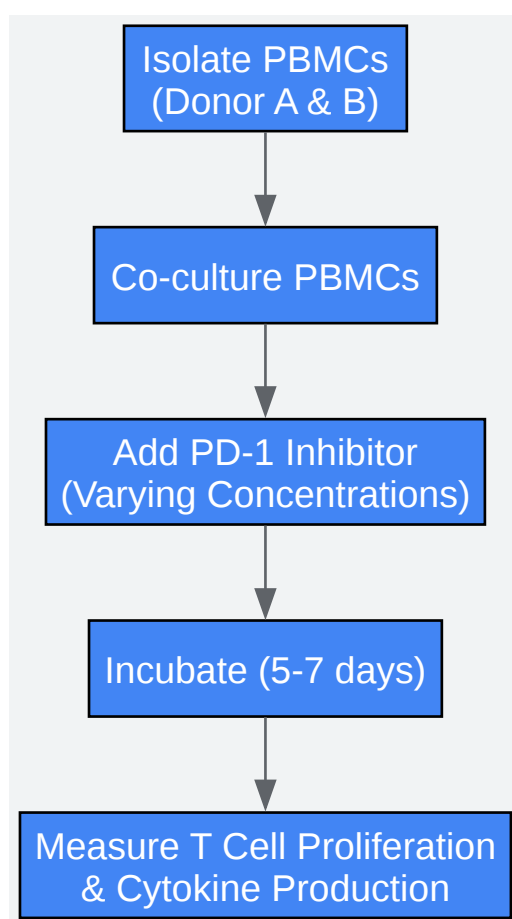 Isolate PBMCs
(Donor A & B)
Co-culture PBMCs
Add PD-1 Inhibitor
(Varying Concentrations)
Incubate (5-7 days)
Measure T Cell Proliferation
& Cytokine Production